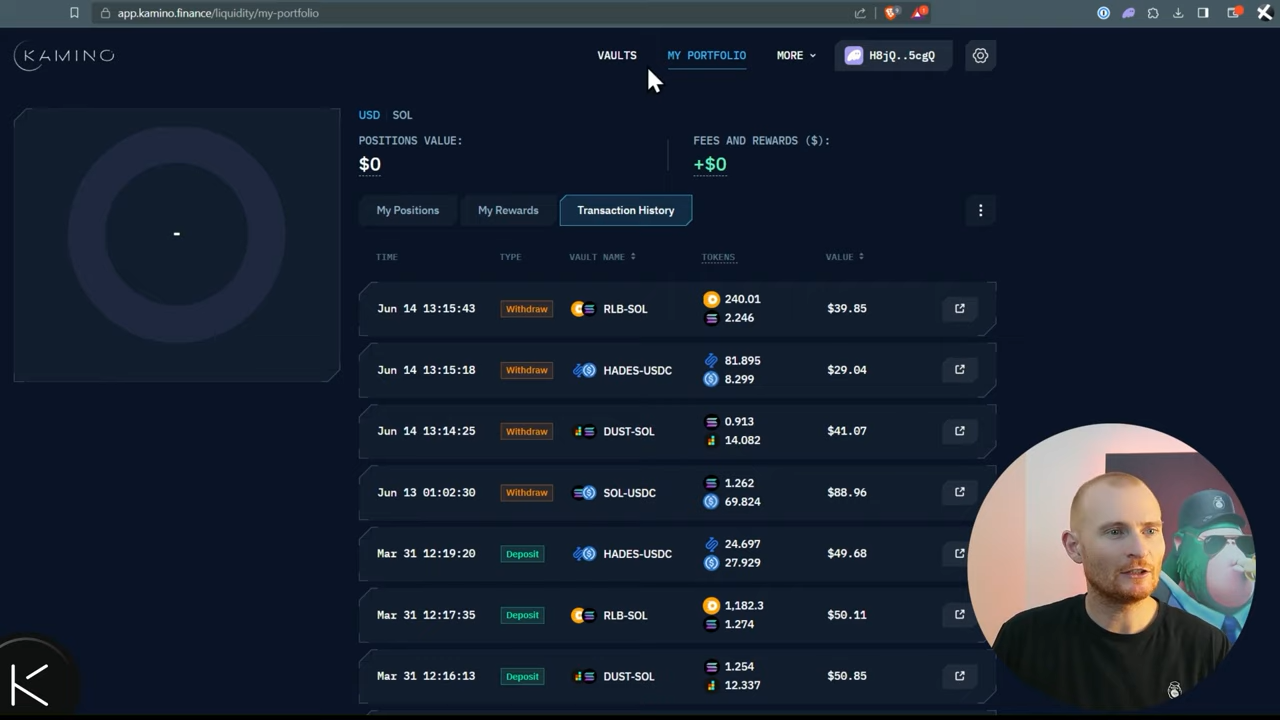 app.kamino.finance/liquidity/my-portfolio
KAMINO
VAULTS
MY PORTFOLIO
MORE
H8jQ..5cgQ
USD SOL
POSITIONS VALUE:
$0
FEES AND REWARDS ($):
+$0
My Positions
My Rewards
Transaction History
-
TIME TYPE VAULT NAME TOKENS VALUE
Jun 14 13:15:43 Withdraw RLB-SOL 240.01 $39.85
2.246
Jun 14 13:15:18 Withdraw HADES-USDC 81.895 $29.04
8.299
Jun 14 13:14:25 Withdraw DUST-SOL 0.913 $41.07
14.082
Jun 13 01:02:30 Withdraw SOL-USDC 1.262 $88.96
69.824
Mar 31 12:19:20 Deposit HADES-USDC 24.697 $49.68
27.929
Mar 31 12:17:35 Deposit RLB-SOL 1,182.3 $50.11
1.274
Mar 31 12:16:13 Deposit DUST-SOL 1.254 $50.85
12.337
K